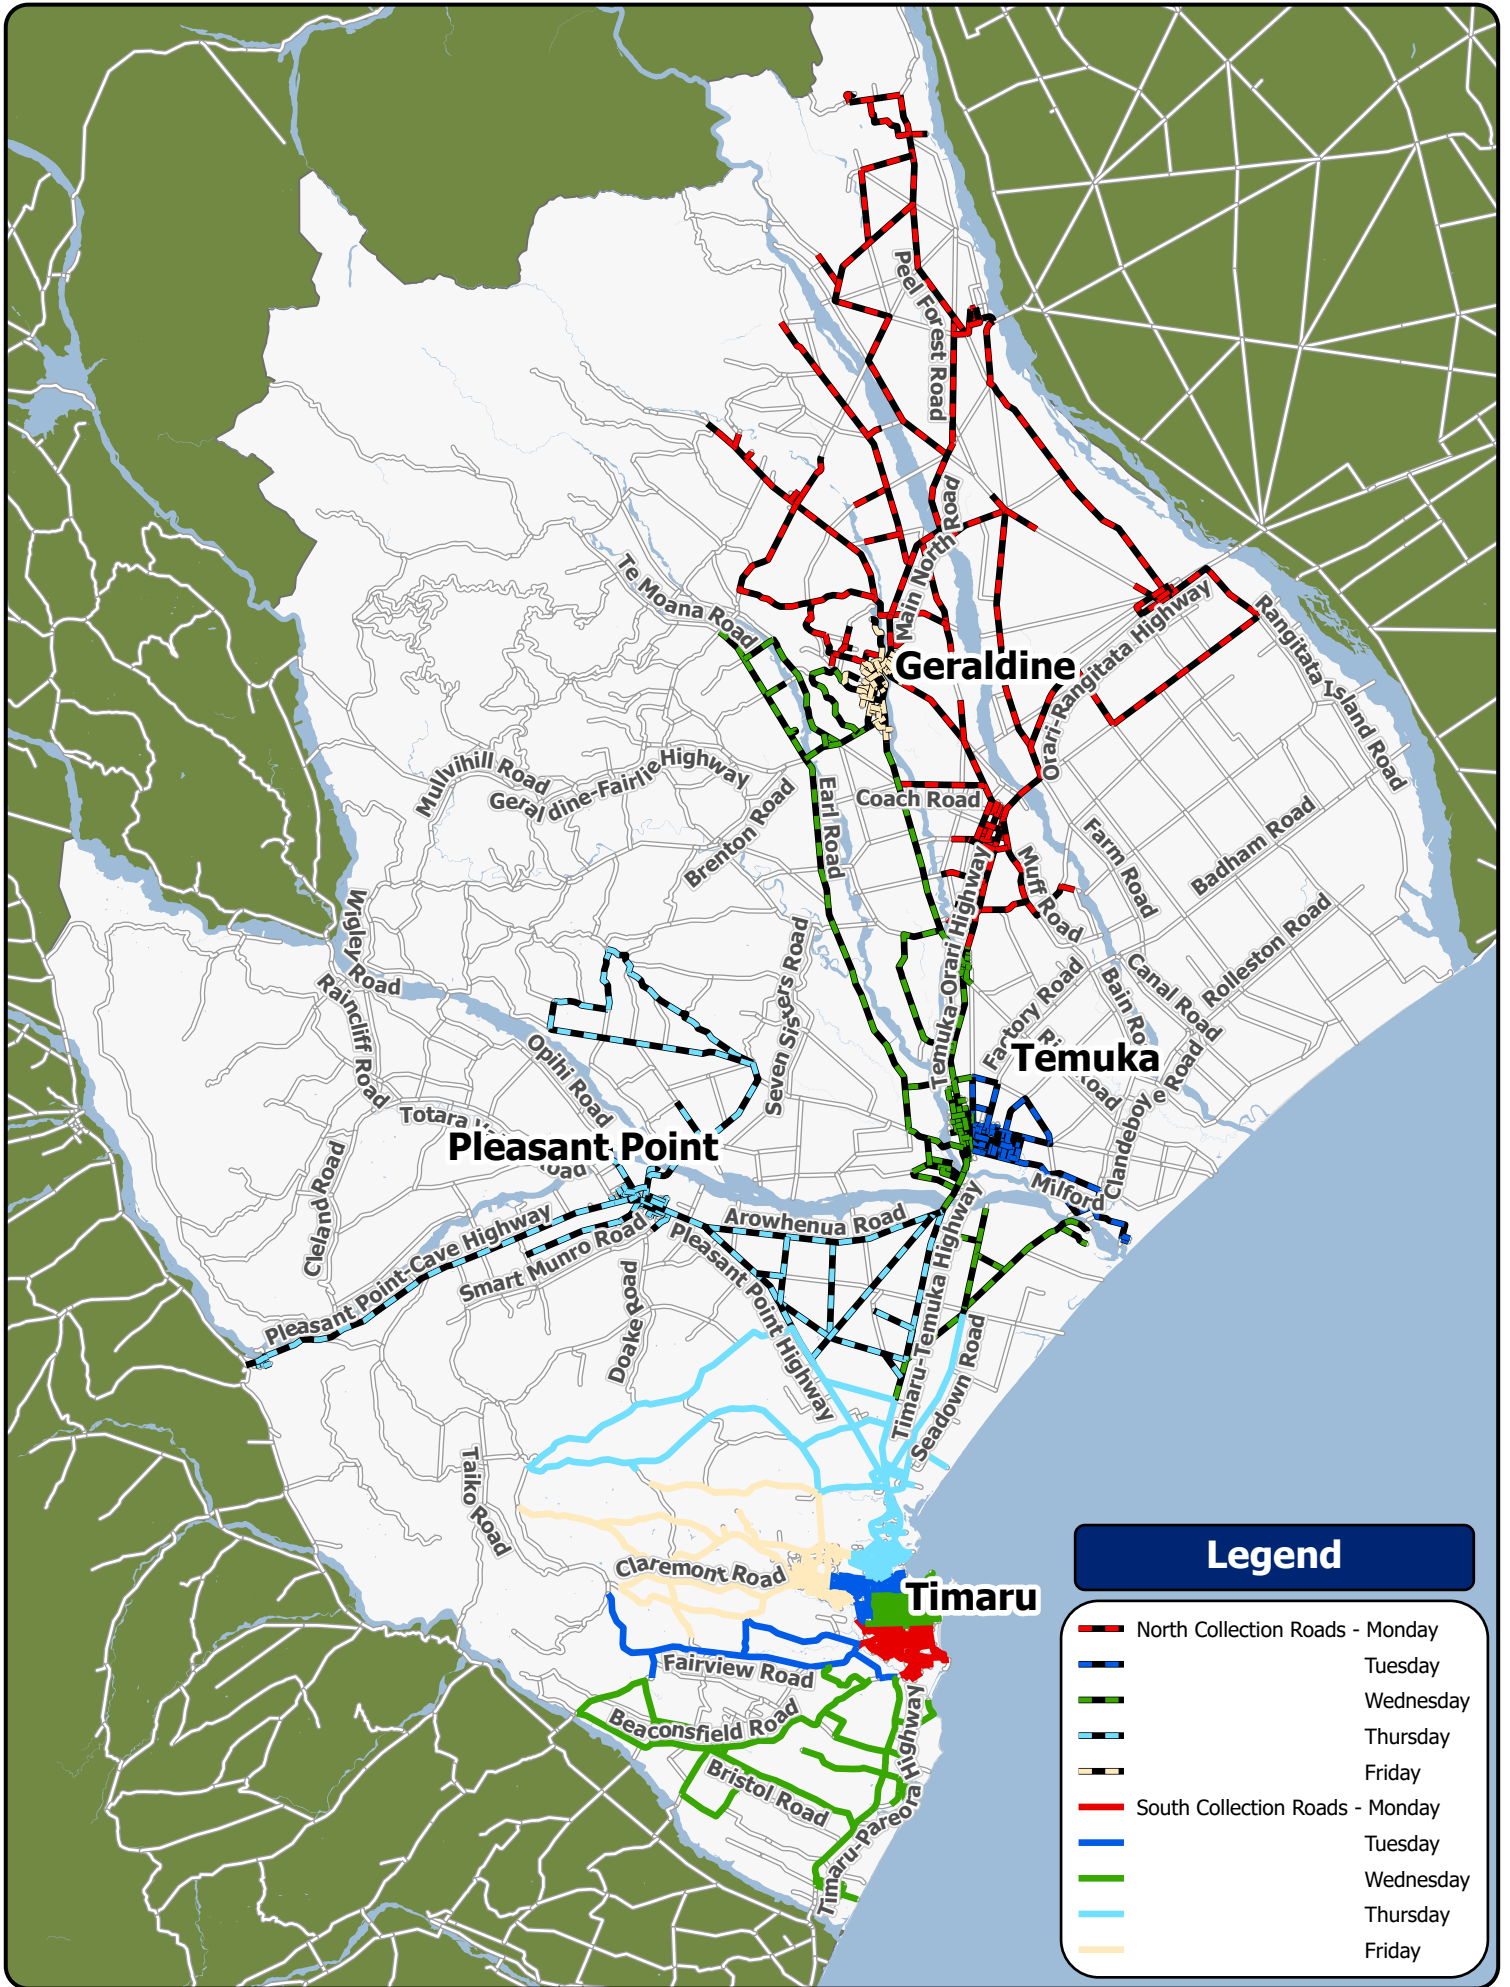 Peel Forest Road
Main North Road
Te Moana Road
Geraldine
Orari-Rangitata Highway
Rangitata Island Road
Mullvihill Road
Geraldine-Fairlie Highway
Brenton Road
Earl Road
Coach Road
Farm Road
Badham Road
Muff Road
Wigley Road
Raincliff Road
Seven Sisters Road
Temuka-Orari Highway
Factory Road
Canal Road
Rolleston Road
Bain Ro
Temuka
Road
Clandeboye Road
Opihi Road
Totara
Road
Pleasant Point
Clelapu Road
Milford
Arowhenua Road
Pleasant Point-Cave Highway
Smart Munro Road
Pleasant Point Highway
Doake Road
Timaru-Temuka Highway
Seadown Road
Taiko Road
Claremont Road
Timaru
Fairview Road
Beaconsfield Road
Bristol Road
Timaru-Pareora Highway
Legend
North Collection Roads - Monday
Tuesday
Wednesday
Thursday
Friday
South Collection Roads - Monday
Tuesday
Wednesday
Thursday
Friday